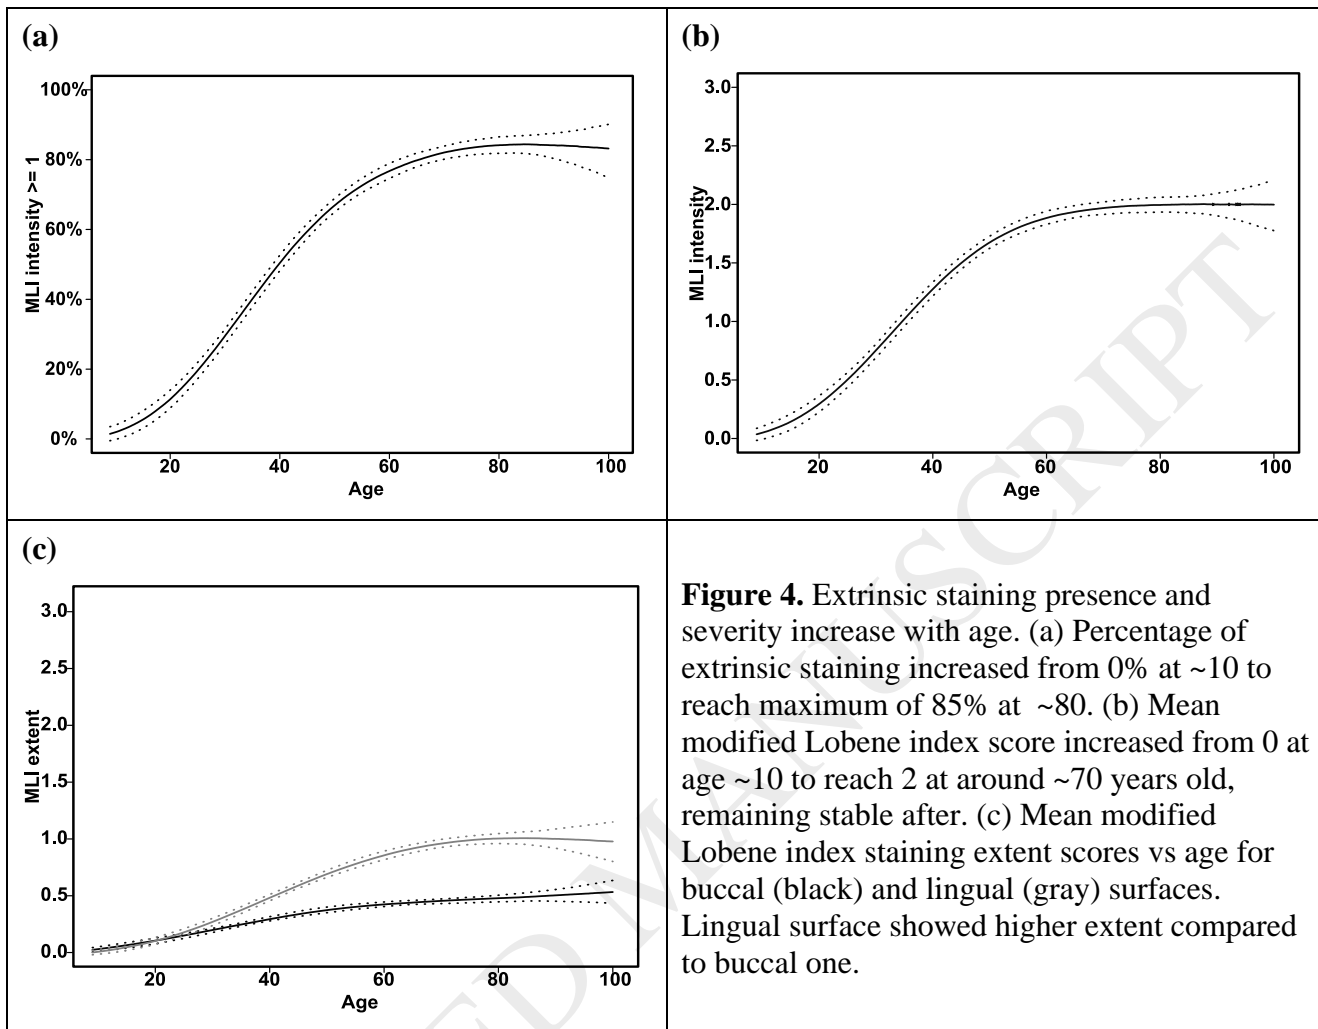 (a)
100%
80%
60%
40%
20%
0%
MLI intensity >= 1
20 40 60 80 100
Age
(b)
3.0
2.5
2.0
1.5
1.0
0.5
0.0
MLI intensity
20 40 60 80 100
Age
(c)
3.0
2.5
2.0
1.5
1.0
0.5
0.0
MLI extent
20 40 60 80 100
Age
Figure 4. Extrinsic staining presence and
severity increase with age. (a) Percentage of
extrinsic staining increased from 0% at ~10 to
reach maximum of 85% at ~80. (b) Mean
modified Lobene index score increased from 0 at
age ~10 to reach 2 at around ~70 years old,
remaining stable after. (c) Mean modified
Lobene index staining extent scores vs age for
buccal (black) and lingual (gray) surfaces.
Lingual surface showed higher extent compared
to buccal one.
ED MANUSCRIPT